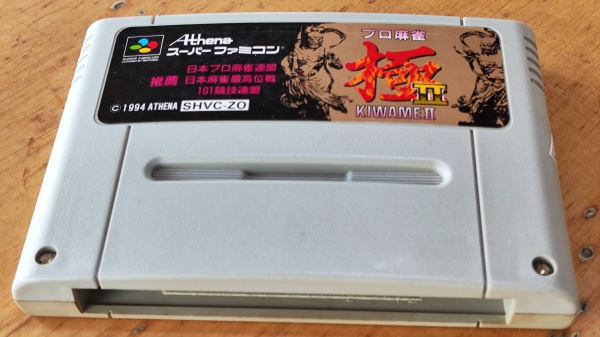 Athena
スーパーファミコン
日本プロ麻雀連盟
推薦 日本麻雀最高位戦
101競技連盟
© 1994 ATHENA SHVC-ZO
プロ麻雀
極II
KIWAME II